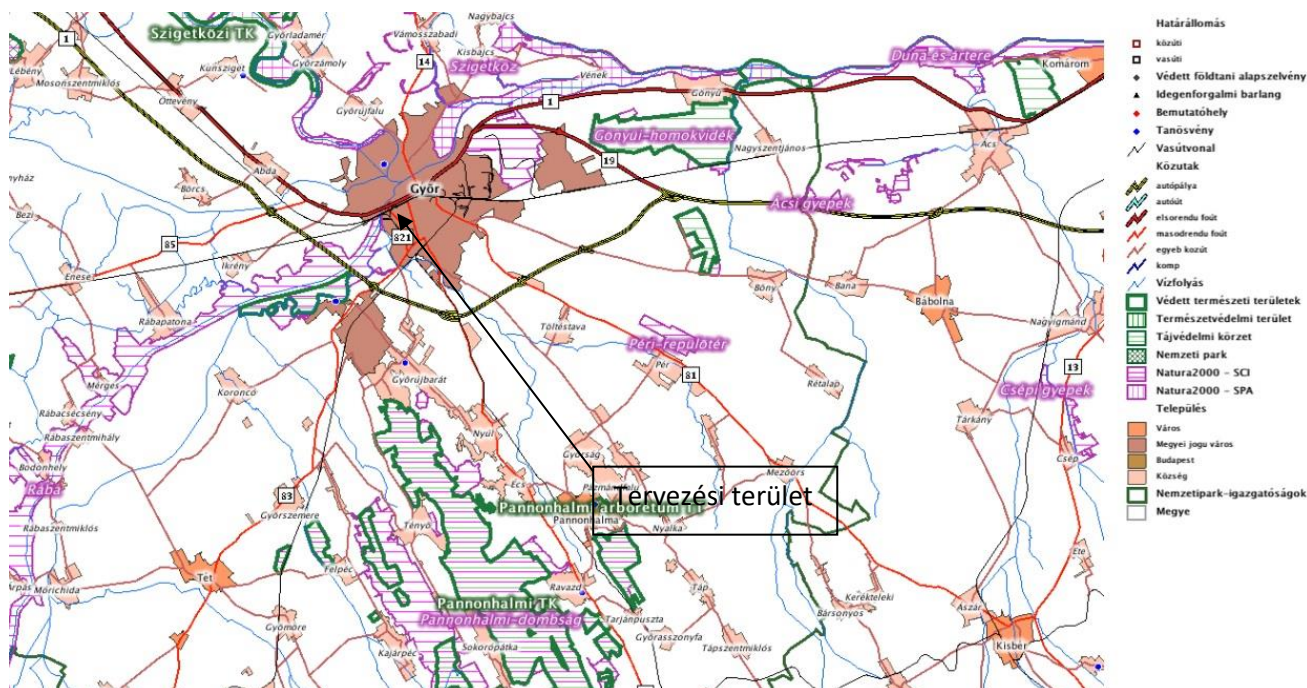 Szigetközi TK
Győrladamér
Nagybajcs
Vámosszabadi
Kisbajcs
1
Lébény
Mosonszentmiklós
Kunsziget
Győrzámoly
14
Szigetköz
Vének
Duna és ártere
Komárom
Öttevény
Győrújfalu
1
Gönyű
Gönyűi-homokvidék
Nagyszentjános
Ács
19
Abda
Börcs
Győr
Bezi
Ácsi gyepek
85
821
Ikrény
Enese
Rábapatona
Böny
Bana
Bábolna
Nagyigmánd
Töltéstava
Péri-repülőtér
Pér
81
13
Mérges
Koroncó
Győrújbarát
Rétalap
Csépi gyepek
Rábacsécsény
Rábaszentmihály
Nyúl
Tárkány
Bodonhely
Győrság
Csép
Rába
83
Écs
Pázmándfalu
Mezőörs
Tervezési terület
Győrszemere
Pannonhalmi arborétum TT
Rábaszentmiklós
Tényő
Pannonhalma
Nyalka
Ete
Árpás
Mórichida
Tét
Felpéc
Ravazd
Táp
Kerékteleki
Ászár
Pannonhalmi TK
Pannonhalmi-dombság
Tarjánpuszta
Bársonyos
Gyömöre
Győrasszonyfa
Kajárpéc
Sokorópátka
Tápszentmiklós
Kisbér
Határállomás
közúti
vasúti
Védett földtani alapszelvény
Idegenforgalmi barlang
Bemutatóhely
Tanösvény
Vasútvonal
Közutak
autópálya
autóút
elsorendu foút
masodrendu foút
egyeb kozút
komp
Vízfolyás
Védett természeti területek
Természetvédelmi terület
Tájvédelmi körzet
Nemzeti park
Natura2000 - SCI
Natura2000 - SPA
Település
Város
Megyei jogu város
Budapest
Község
Nemzetipark-igazgatóságok
Megye